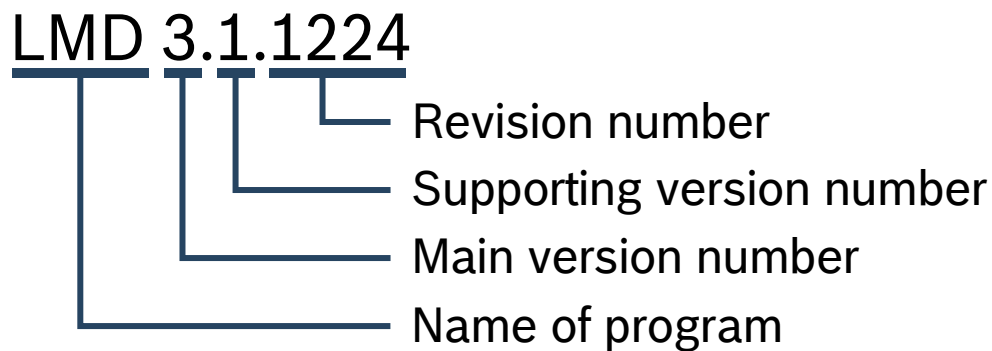 LMD 3.1.1224
Revision number
Supporting version number
Main version number
Name of program